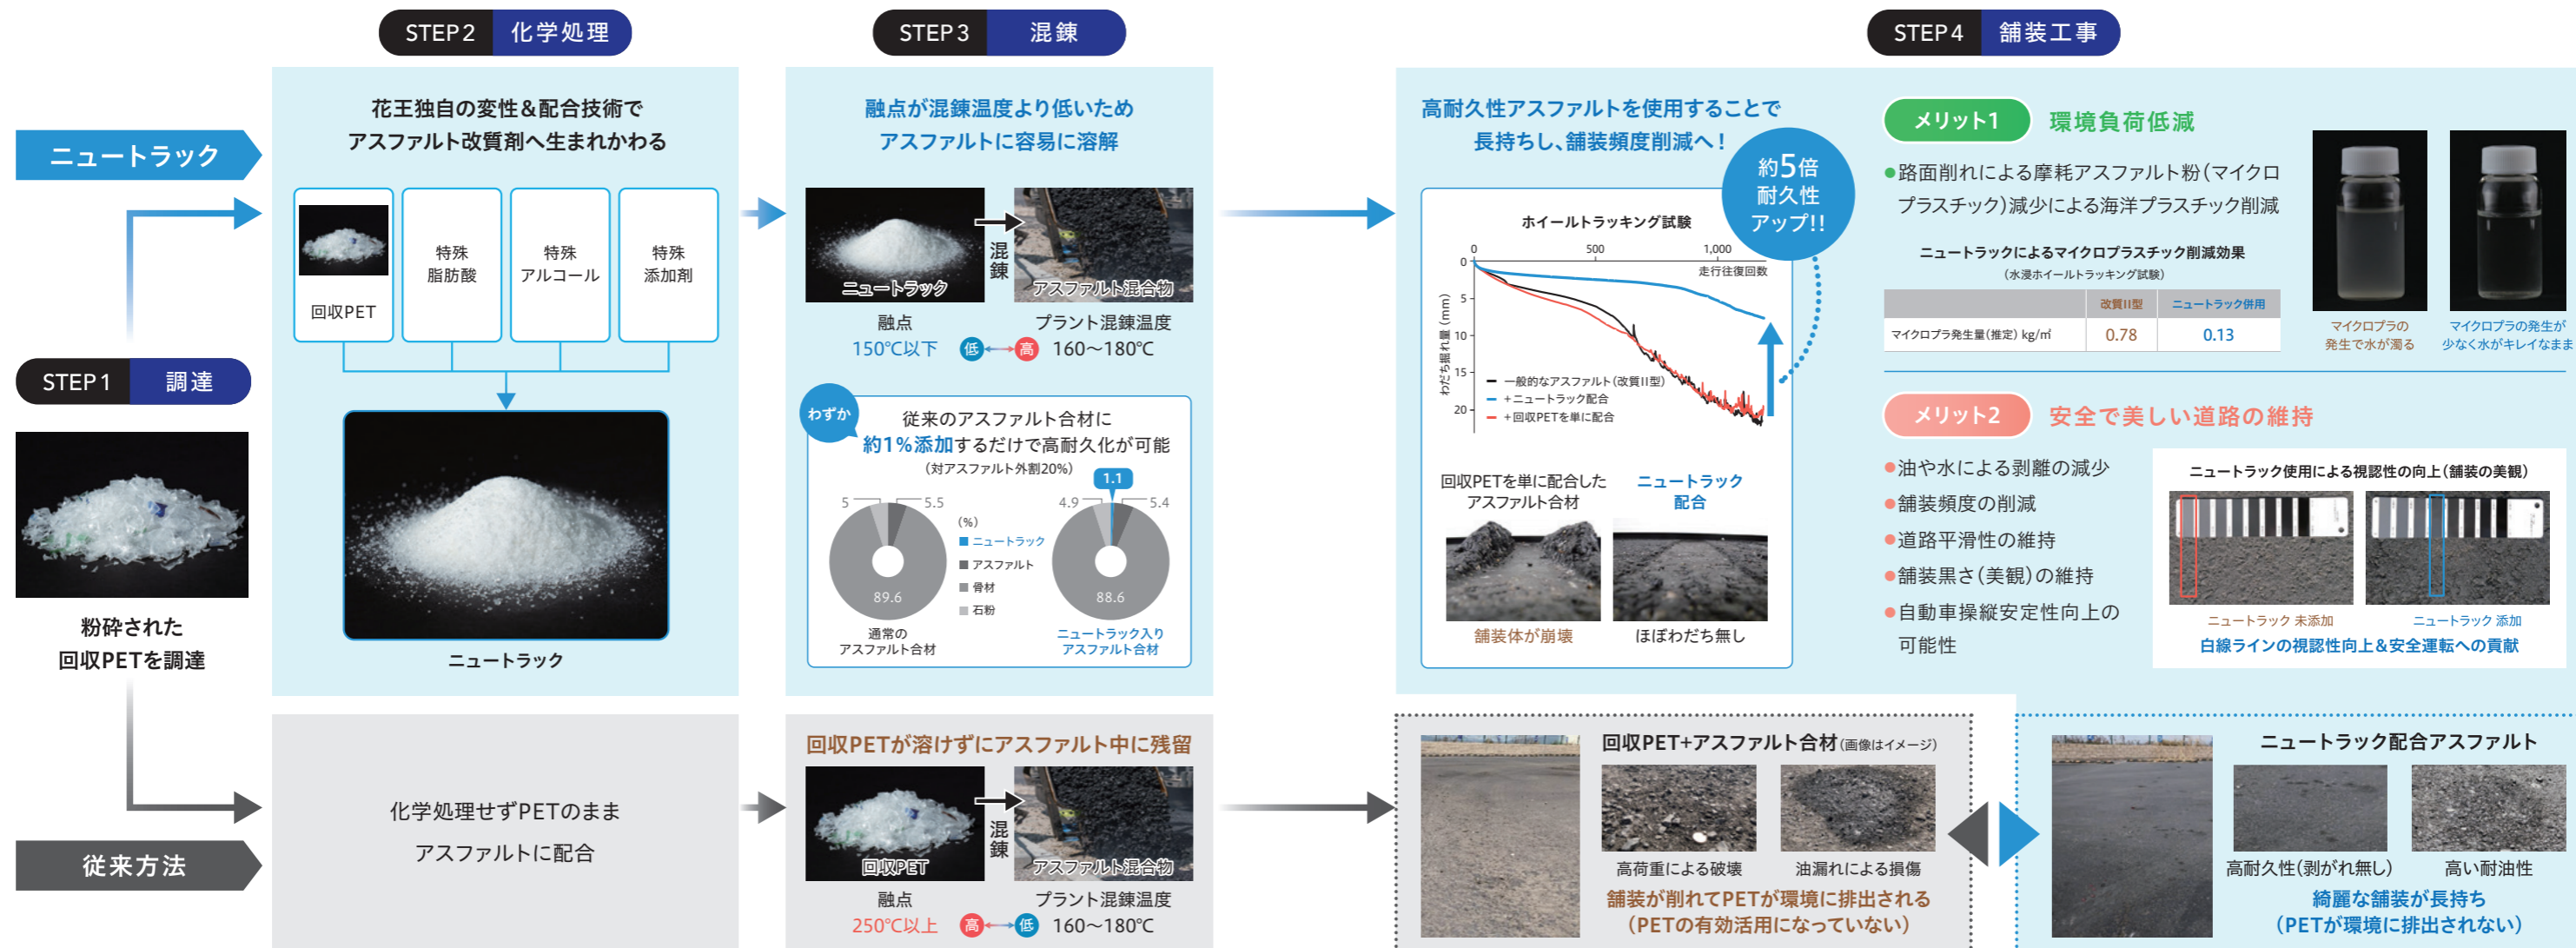 STEP2 化学処理
STEP3 混錬
STEP4 舗装工事
ニュートラック
STEP1 調達
粉砕された
回収PETを調達
従来方法
花王独自の変性&配合技術で
アスファルト改質剤へ生まれかわる
回収PET
特殊
脂肪酸
特殊
アルコール
特殊
添加剤
ニュートラック
融点が混錬温度より低いため
アスファルトに容易に溶解
ニュートラック
混錬
アスファルト混合物
融点
150℃以下
低
高
プラント混錬温度
160〜180℃
わずか
従来のアスファルト合材に
約1%添加するだけで高耐久化が可能
(対アスファルト外割20%)
5
5.5
89.6
通常の
アスファルト合材
(%)
ニュートラック
アスファルト
骨材
石粉
1.1
4.9
5.4
88.6
ニュートラック入り
アスファルト合材
高耐久性アスファルトを使用することで
長持ちし、舗装頻度削減へ!
約5倍
耐久性
アップ!!
ホイールトラッキング試験
0 500 1,000
走行往復回数
わだち掘れ量(mm)
0
5
10
15
20
一般的なアスファルト(改質II型)
+ニュートラック配合
+回収PETを単に配合
回収PETを単に配合した
アスファルト合材
舗装体が崩壊
ニュートラック
配合
ほぼわだち無し
メリット1 環境負荷低減
●路面削れによる摩耗アスファルト粉(マイクロ
プラスチック)減少による海洋プラスチック削減
ニュートラックによるマイクロプラスチック削減効果
(水浸ホイールトラッキング試験)
改質II型 ニュートラック併用
マイクロプラ発生量(推定) kg/㎡ 0.78 0.13
マイクロプラの
発生で水が濁る
マイクロプラの発生が
少なく水がキレイなまま
メリット2 安全で美しい道路の維持
●油や水による剥離の減少
●舗装頻度の削減
●道路平滑性の維持
●舗装黒さ(美観)の維持
●自動車操縦安定性向上の
可能性
ニュートラック使用による視認性の向上(舗装の美観)
ニュートラック 未添加
ニュートラック 添加
白線ラインの視認性向上&安全運転への貢献
化学処理せずPETのまま
アスファルトに配合
回収PETが溶けずにアスファルト中に残留
回収PET
混錬
アスファルト混合物
融点
250℃以上
高
低
プラント混錬温度
160〜180℃
回収PET+アスファルト合材(画像はイメージ)
高荷重による破壊
油漏れによる損傷
舗装が削れてPETが環境に排出される
(PETの有効活用になっていない)
ニュートラック配合アスファルト
高耐久性(剥がれ無し)
高い耐油性
綺麗な舗装が長持ち
(PETが環境に排出されない)